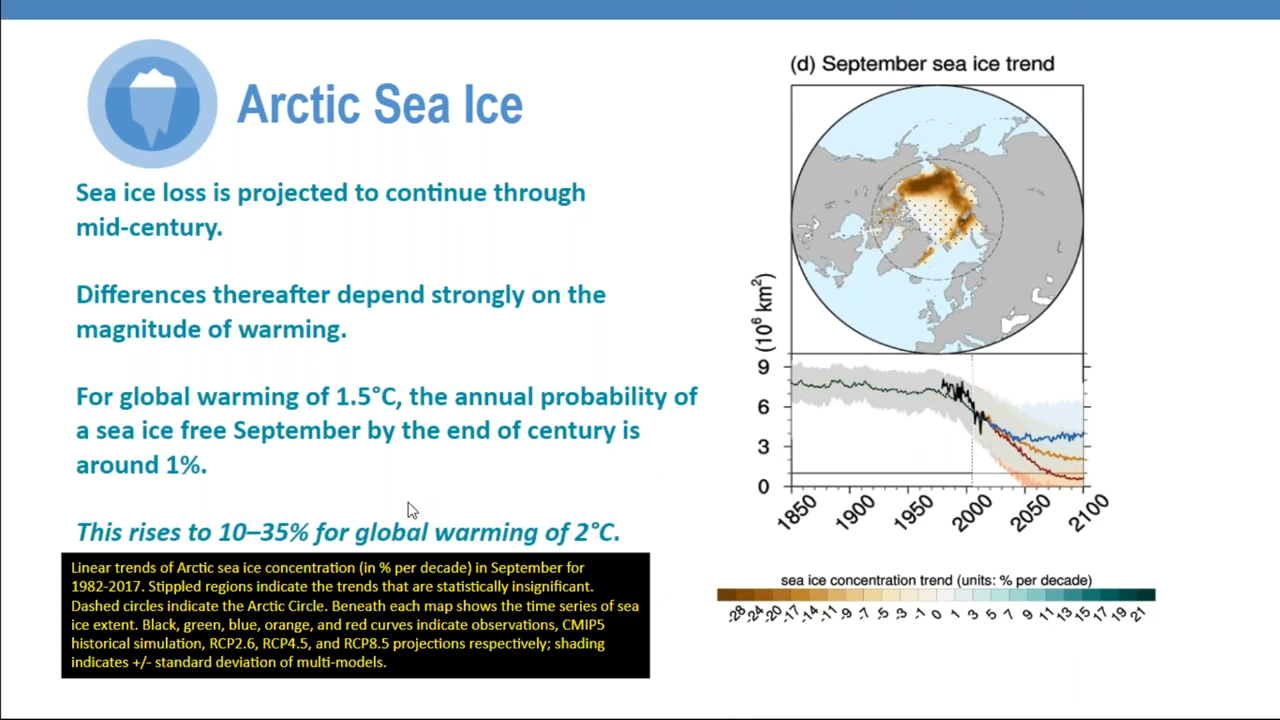 Arctic Sea Ice
Sea ice loss is projected to continue through
mid-century.
Differences thereafter depend strongly on the
magnitude of warming.
For global warming of 1.5°C, the annual probability of
a sea ice free September by the end of century is
around 1%.
This rises to 10–35% for global warming of 2°C.
Linear trends of Arctic sea ice concentration (in % per decade) in September for
1982-2017. Stippled regions indicate the trends that are statistically insignificant.
Dashed circles indicate the Arctic Circle. Beneath each map shows the time series of sea
ice extent. Black, green, blue, orange, and red curves indicate observations, CMIP5
historical simulation, RCP2.6, RCP4.5, and RCP8.5 projections respectively; shading
indicates +/- standard deviation of multi-models.
(d) September sea ice trend
(10⁶ km²)
9
6
3
0
1850 1900 1950 2000 2050 2100
sea ice concentration trend (units: % per decade)
-28 -24 -20 -17 -14 -11 -9 -7 -5 -3 -1 0 1 3 5 7 9 11 13 15 17 19 21